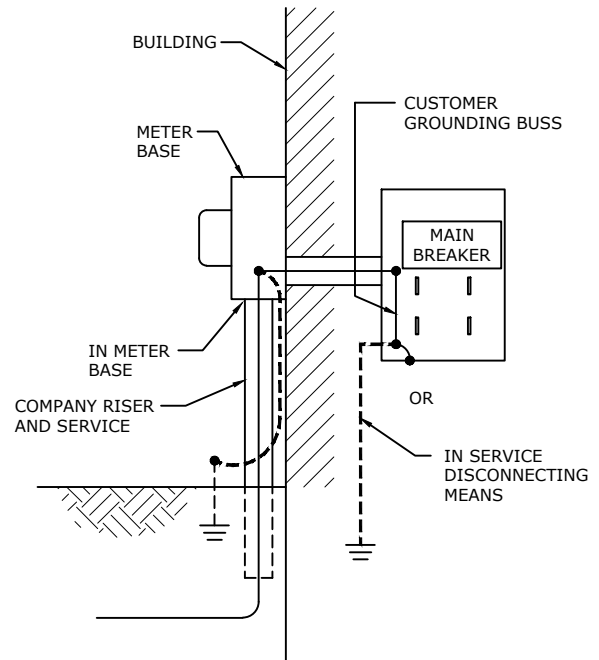 BUILDING
METER
BASE
CUSTOMER
GROUNDING BUSS
MAIN
BREAKER
IN METER
BASE
COMPANY RISER
AND SERVICE
OR
IN SERVICE
DISCONNECTING
MEANS